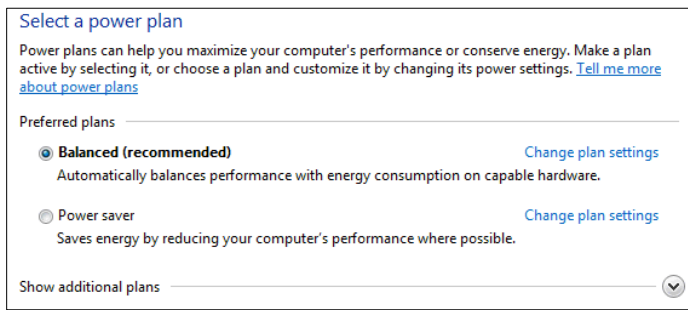 Select a power plan
Power plans can help you maximize your computer's performance or conserve energy. Make a plan
active by selecting it, or choose a plan and customize it by changing its power settings. Tell me more
about power plans
Preferred plans
Balanced (recommended) Change plan settings
Automatically balances performance with energy consumption on capable hardware.
Power saver Change plan settings
Saves energy by reducing your computer's performance where possible.
Show additional plans